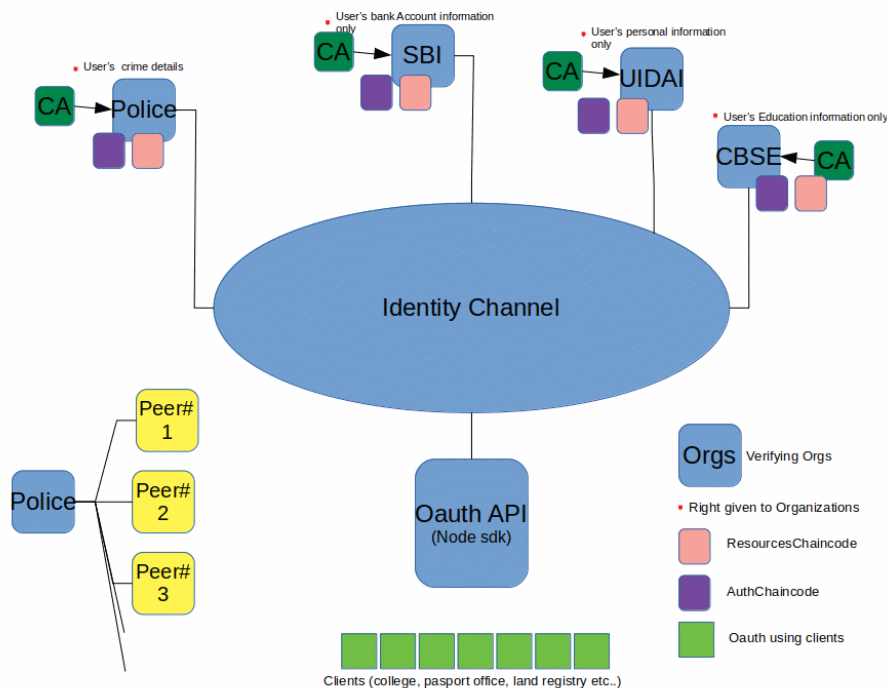 User's bank Account information
only
CA
SBI
User's personal information
only
CA
UIDAI
User's crime details
CA
Police
User's Education information only
CBSE
CA
Identity Channel
Peer#
1
Police
Peer#
2
Peer#
3
Oauth API
(Node sdk)
Orgs
Verifying Orgs
Right given to Organizations
ResourcesChaincode
AuthChaincode
Oauth using clients
Clients (college, pasport office, land registry etc..)